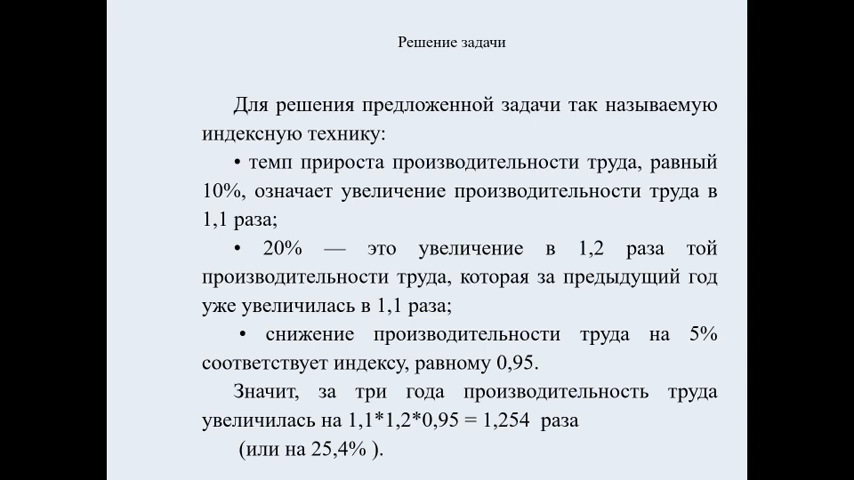 Решение задачи
Для решения предложенной задачи так называемую
индексную технику:
• темп прироста производительности труда, равный
10%, означает увеличение производительности труда в
1,1 раза;
• 20% — это увеличение в 1,2 раза той
производительности труда, которая за предыдущий год
уже увеличилась в 1,1 раза;
• снижение производительности труда на 5%
соответствует индексу, равному 0,95.
Значит, за три года производительность труда
увеличилась на 1,1*1,2*0,95 = 1,254 раза
(или на 25,4% ).